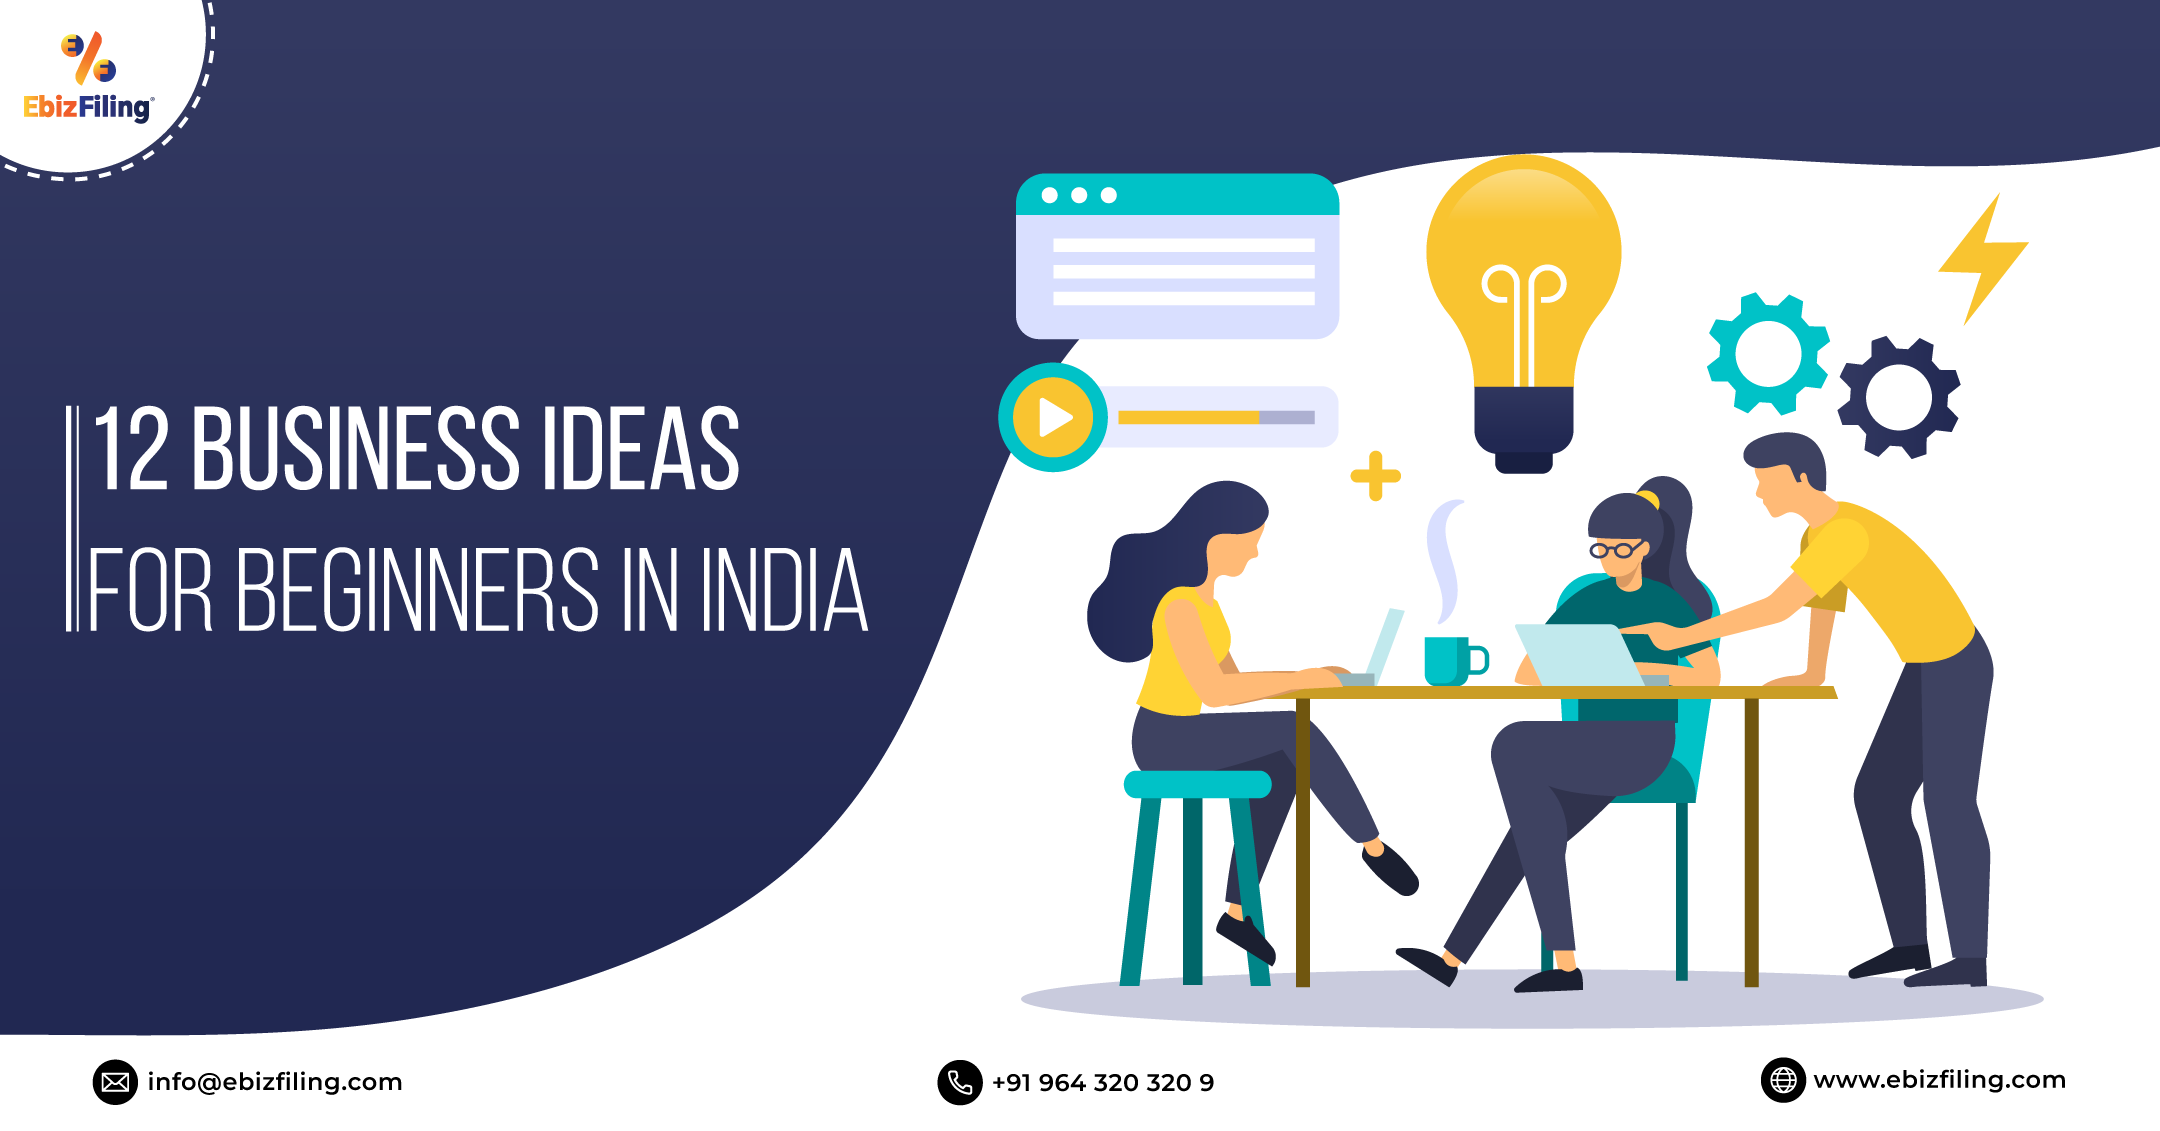 EbizFiling®
12 BUSINESS IDEAS
FOR BEGINNERS IN INDIA
info@ebizfiling.com
+91 964 320 320 9
www.ebizfiling.com